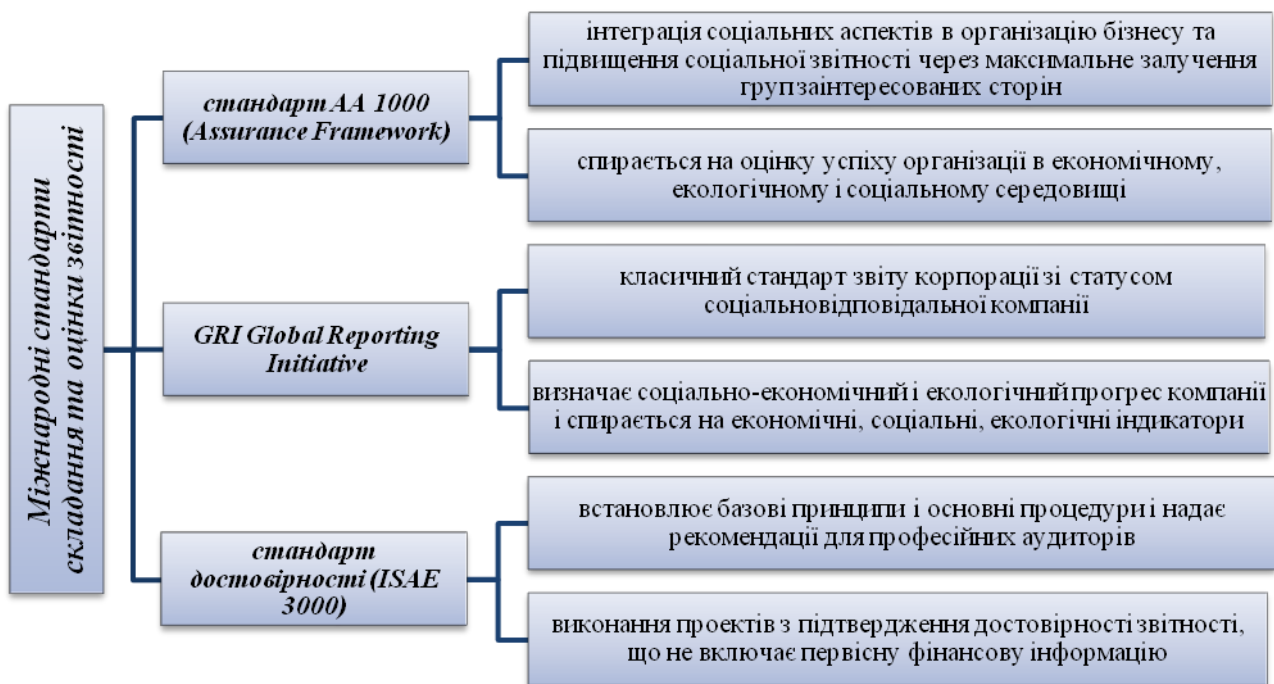 Міжнародні стандарти
складання та оцінки звітності
стандарт АА 1000
(Assurance Framework)
інтеграція соціальних аспектів в організацію бізнесу та
підвищення соціальної звітності через максимальне залучення
груп заінтересованих сторін
спирається на оцінку успіху організації в економічному,
екологічному і соціальному середовищі
GRI Global Reporting
Initiative
класичний стандарт звіту корпорації зі статусом
соціальновідповідальної компанії
визначає соціально-економічний і екологічний прогрес компанії
і спирається на економічні, соціальні, екологічні індикатори
стандарт
достовірності (ISAE
3000)
встановлює базові принципи і основні процедури і надає
рекомендації для професійних аудиторів
виконання проектів з підтвердження достовірності звітності,
що не включає первісну фінансову інформацію